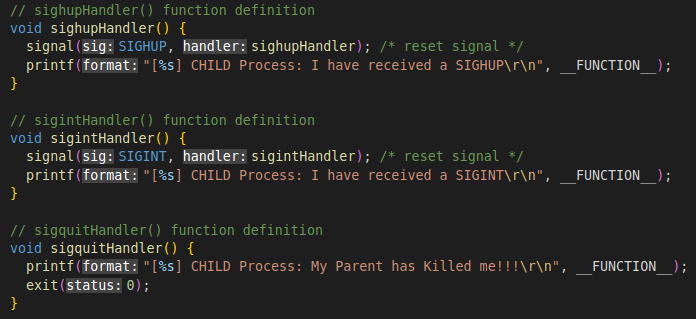 // sighupHandler() function definition
void sighupHandler() {
  signal(sig: SIGHUP, handler: sighupHandler); /* reset signal */
  printf(format: "[%s] CHILD Process: I have received a SIGHUP\r\n", __FUNCTION__);
}

// sigintHandler() function definition
void sigintHandler() {
  signal(sig: SIGINT, handler: sigintHandler); /* reset signal */
  printf(format: "[%s] CHILD Process: I have received a SIGINT\r\n", __FUNCTION__);
}

// sigquitHandler() function definition
void sigquitHandler() {
  printf(format: "[%s] CHILD Process: My Parent has Killed me!!!\r\n", __FUNCTION__);
  exit(status: 0);
}